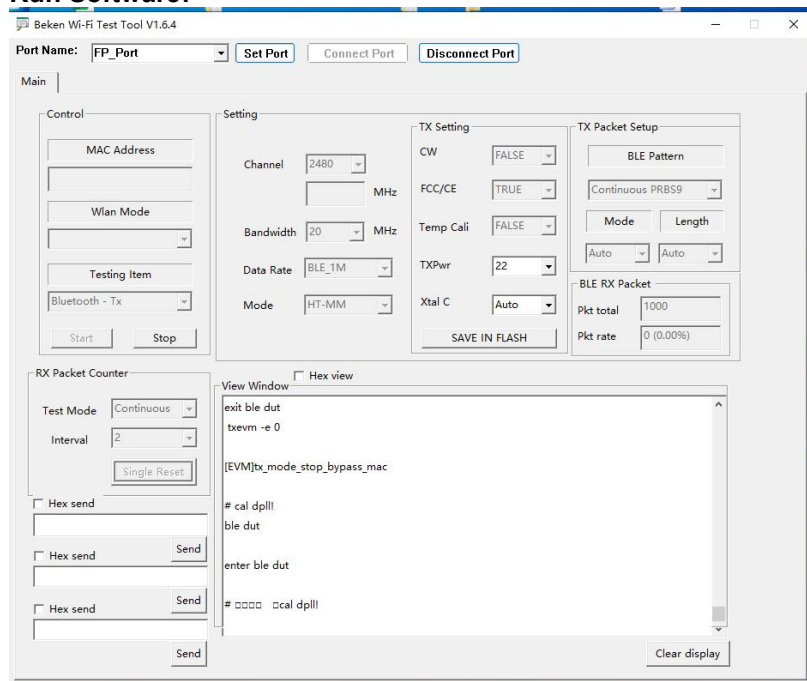 Run Software:
Beken Wi-Fi Test Tool V1.6.4
Port Name: FP_Port Set Port Connect Port Disconnect Port
Main
Control
MAC Address
Wlan Mode
Testing Item
Bluetooth - Tx
Start Stop
Setting
Channel 2480
MHz
Bandwidth 20 MHz
Data Rate BLE_1M
Mode HT-MM
TX Setting
CW FALSE
FCC/CE TRUE
Temp Cali FALSE
TXPwr 22
Xtal C Auto
SAVE IN FLASH
TX Packet Setup
BLE Pattern
Continuous PRBS9
Mode Length
Auto Auto
BLE RX Packet
Pkt total 1000
Pkt rate 0 (0.00%)
RX Packet Counter
Test Mode Continuous
Interval 2
Single Reset
Hex send
Send
Hex send
Send
Hex send
Send
Hex view
View Window
exit ble dut
txevm -e 0
[EVM]tx_mode_stop_bypass_mac
# cal dpll!
ble dut
enter ble dut
# □□□□ □cal dpll!
Clear display